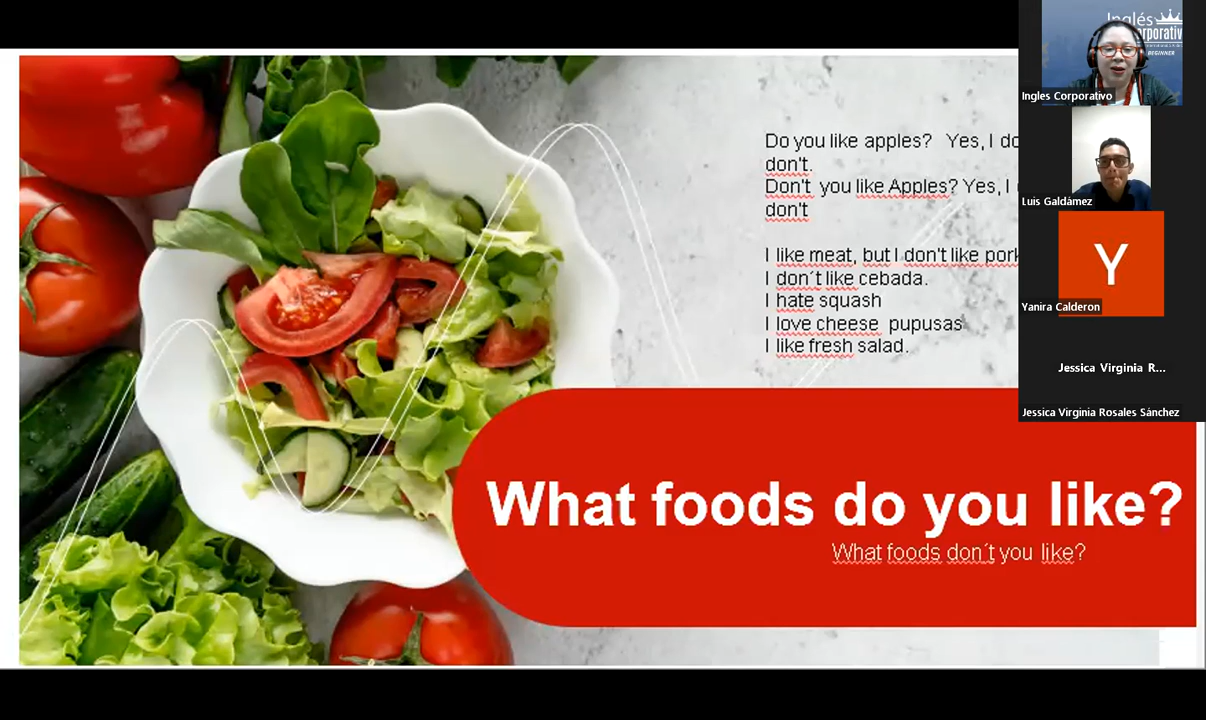 Do you like apples? Yes, I do
don't.
Don't you like Apples? Yes, I
don't
I like meat, but I don't like pork
I don´t like cebada.
I hate squash
I love cheese pupusas
I like fresh salad.
What foods do you like?
What foods don´t you like?
Inglés
BEGINNER
Ingles Corporativo
Luis Galdámez
Y
Yanira Calderon
Jessica Virginia R...
Jessica Virginia Rosales Sánchez